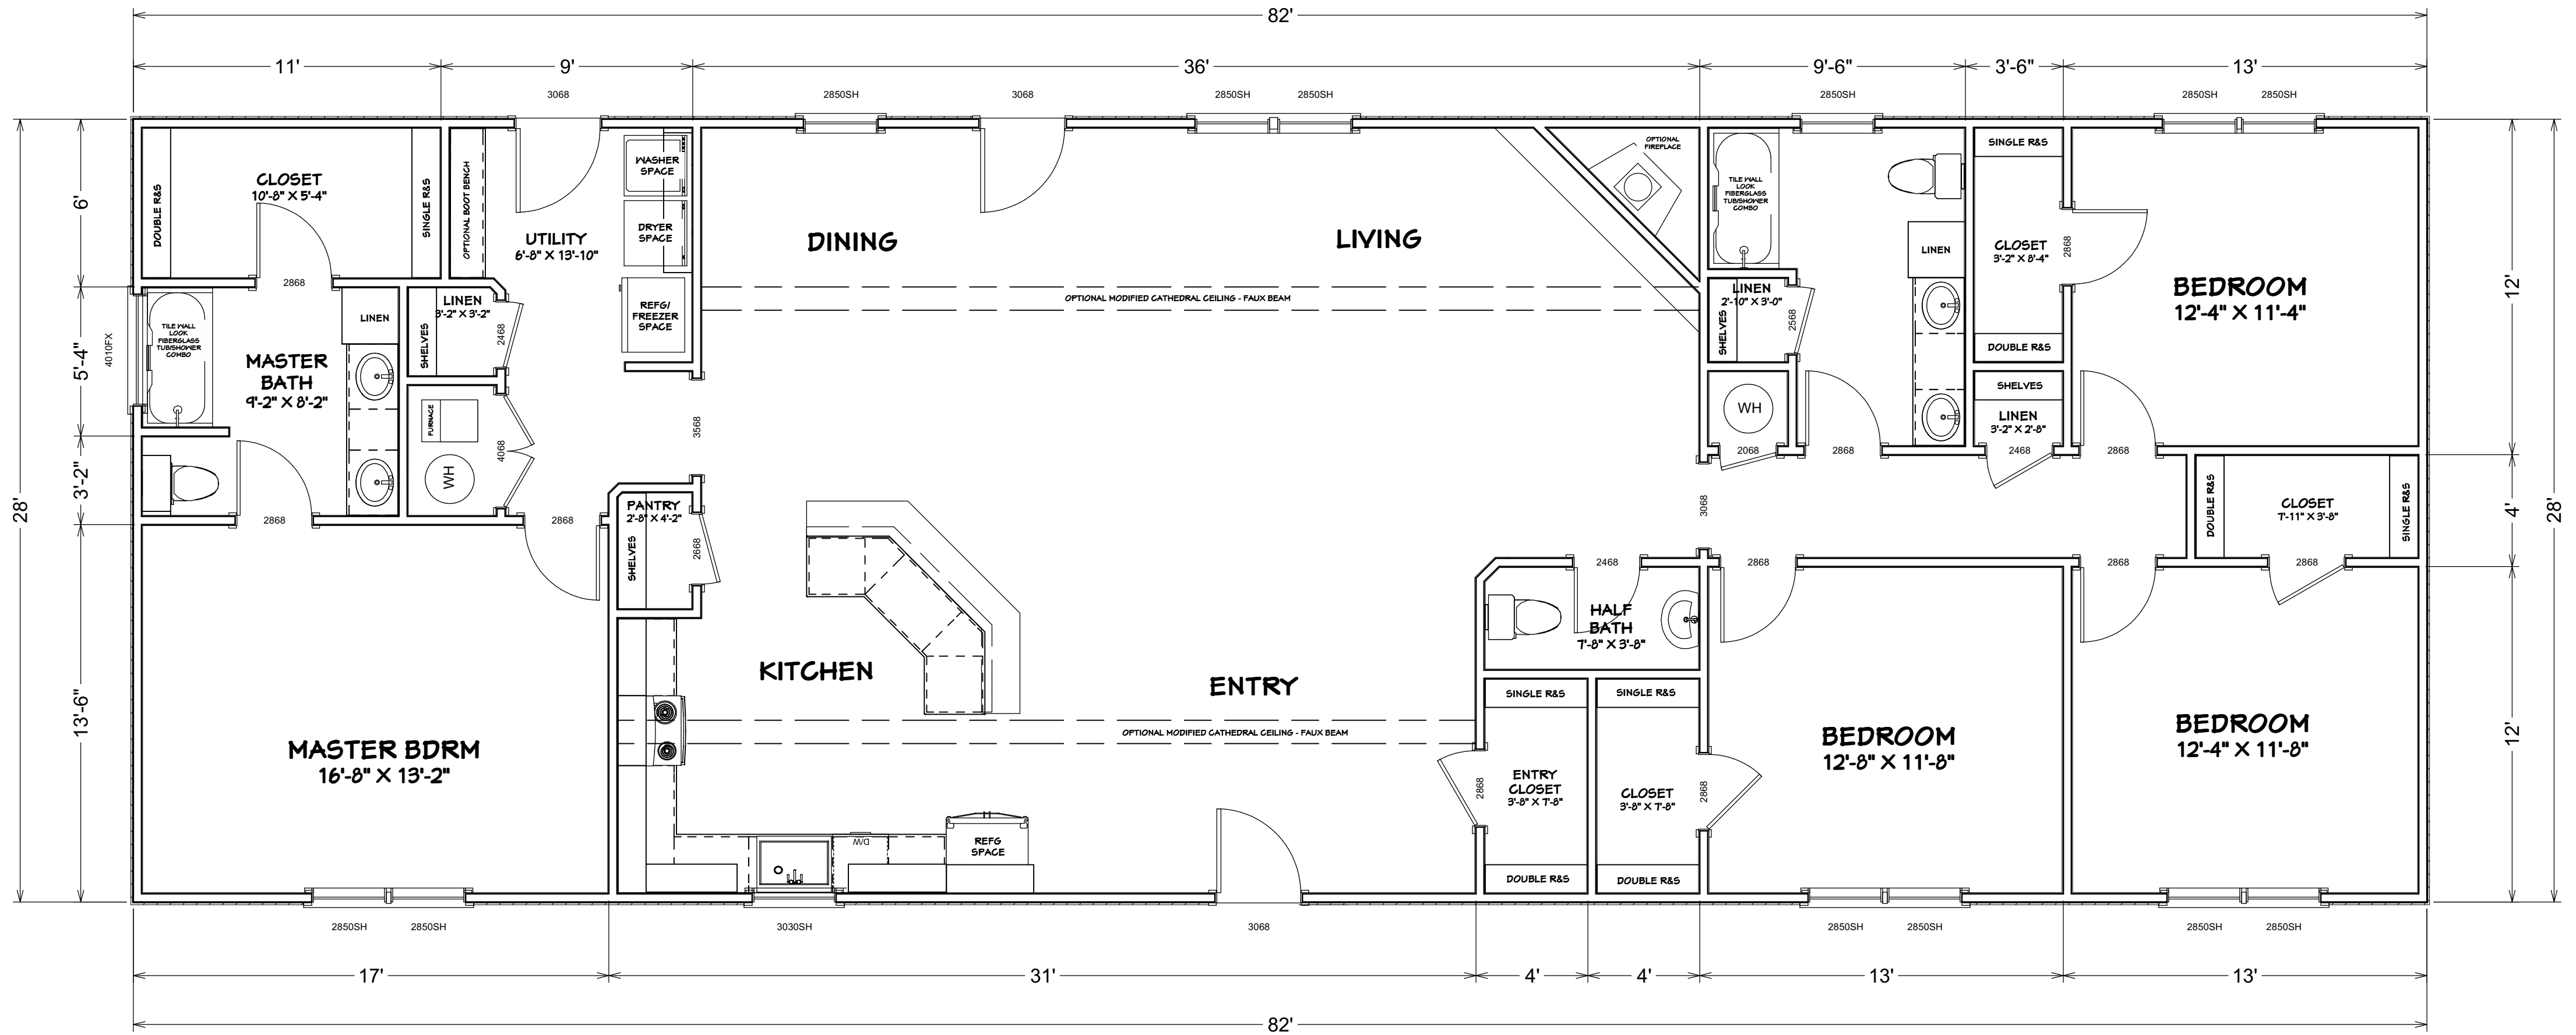 82'
11'
9'
36'
9'-6"
3'-6"
13'
3068
2850SH
3068
2850SH
2850SH
2850SH
2850SH
2850SH
28'
6'
5'-4"
3'-2"
13'-6"
4010FX
DOUBLE R&S
CLOSET
10'-8" X 5'-4"
SINGLE R&S
2868
OPTIONAL BOOT BENCH
UTILITY
6'-8" X 13'-10"
WASHER
SPACE
DRYER
SPACE
REFG/
FREEZER
SPACE
TILE WALL
LOOK
FIBERGLASS
TUB/SHOWER
COMBO
MASTER
BATH
9'-2" X 8'-2"
LINEN
LINEN
3'-2" X 3'-2"
SHELVES
2468
FURNACE
WH
4068
2868
2868
3568
PANTRY
2'-8" X 4'-2"
SHELVES
2668
MASTER BDRM
16'-8" X 13'-2"
DINING
LIVING
OPTIONAL
FIREPLACE
OPTIONAL MODIFIED CATHEDRAL CEILING - FAUX BEAM
KITCHEN
ENTRY
OPTIONAL MODIFIED CATHEDRAL CEILING - FAUX BEAM
D/W
REFG
SPACE
TILE WALL
LOOK
FIBERGLASS
TUB/SHOWER
COMBO
LINEN
LINEN
2'-10" X 3'-0"
SHELVES
2568
WH
2068
2868
SINGLE R&S
CLOSET
3'-2" X 8'-4"
2868
DOUBLE R&S
SHELVES
LINEN
3'-2" X 2'-8"
2468
BEDROOM
12'-4" X 11'-4"
2868
3068
DOUBLE R&S
CLOSET
7'-11" X 3'-8"
SINGLE R&S
2468
2868
2868
2868
HALF
BATH
7'-8" X 3'-8"
SINGLE R&S
SINGLE R&S
ENTRY
CLOSET
3'-8" X 7'-8"
2868
CLOSET
3'-8" X 7'-8"
2868
DOUBLE R&S
DOUBLE R&S
BEDROOM
12'-8" X 11'-8"
BEDROOM
12'-4" X 11'-8"
12'
4'
12'
28'
2850SH
2850SH
3030SH
3068
2850SH
2850SH
2850SH
2850SH
17'
31'
4'
4'
13'
13'
82'